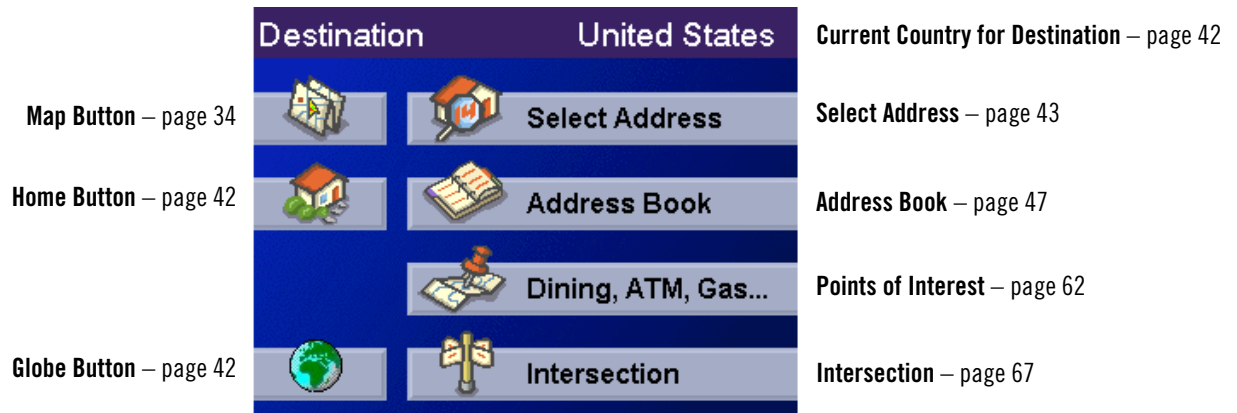 Destination United States Current Country for Destination – page 42
Map Button – page 34 Select Address Select Address – page 43
Home Button – page 42 Address Book Address Book – page 47
Dining, ATM, Gas... Points of Interest – page 62
Globe Button – page 42 Intersection Intersection – page 67